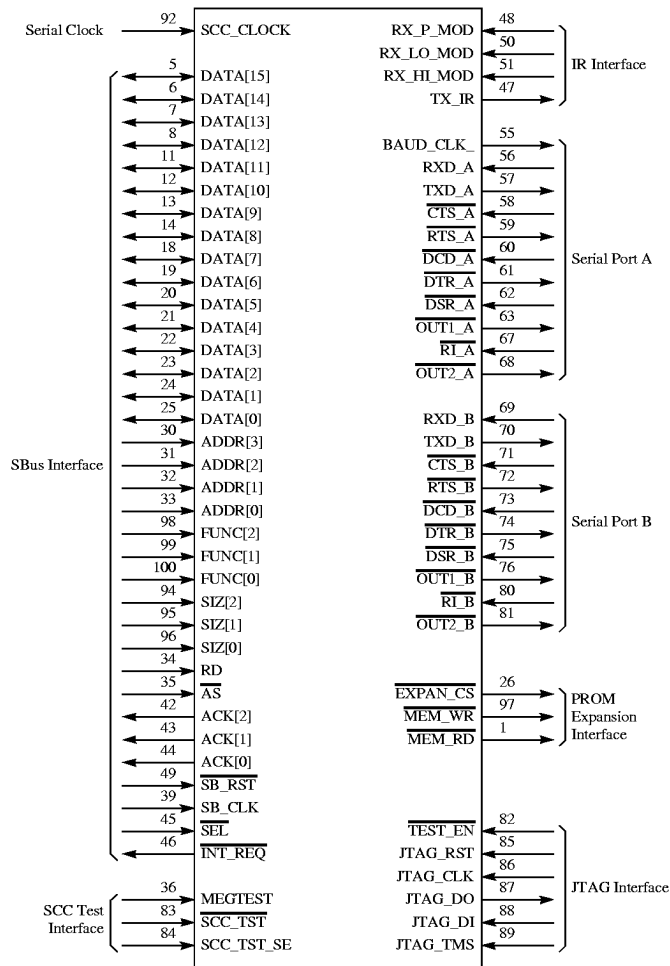 Serial Clock 92 SCC_CLOCK
SBus Interface
5 DATA[15]
6 DATA[14]
7 DATA[13]
8 DATA[12]
11 DATA[11]
12 DATA[10]
13 DATA[9]
14 DATA[8]
18 DATA[7]
19 DATA[6]
20 DATA[5]
21 DATA[4]
22 DATA[3]
23 DATA[2]
24 DATA[1]
25 DATA[0]
30 ADDR[3]
31 ADDR[2]
32 ADDR[1]
33 ADDR[0]
98 FUNC[2]
99 FUNC[1]
100 FUNC[0]
94 SIZ[2]
95 SIZ[1]
96 SIZ[0]
34 RD
35 AS
42 ACK[2]
43 ACK[1]
44 ACK[0]
49 SB_RST
39 SB_CLK
45 SEL
46 INT_REQ
SCC Test
Interface
36 MEGTEST
83 SCC_TST
84 SCC_TST_SE
RX_P_MOD 48
RX_LO_MOD 50
RX_HI_MOD 51
TX_IR 47
IR Interface
BAUD_CLK_ 55
RXD_A 56
TXD_A 57
CTS_A 58
RTS_A 59
DCD_A 60
DTR_A 61
DSR_A 62
OUT1_A 63
RI_A 67
OUT2_A 68
Serial Port A
RXD_B 69
TXD_B 70
CTS_B 71
RTS_B 72
DCD_B 73
DTR_B 74
DSR_B 75
OUT1_B 76
RI_B 80
OUT2_B 81
Serial Port B
EXPAN_CS 26
MEM_WR 97
MEM_RD 1
PROM
Expansion
Interface
TEST_EN 82
JTAG_RST 85
JTAG_CLK 86
JTAG_DO 87
JTAG_DI 88
JTAG_TMS 89
JTAG Interface